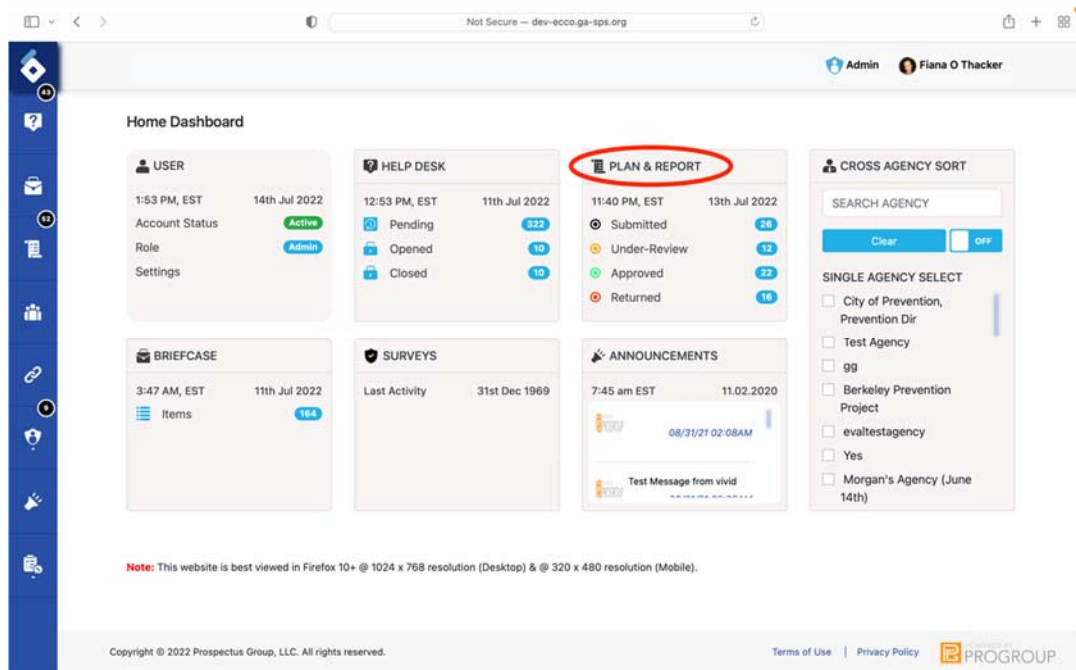 Not Secure — dev-ecco.ga-sps.org
Admin
Fiana O Thacker
43
52
9
Home Dashboard
USER
1:53 PM, EST 14th Jul 2022
Account Status Active
Role Admin
Settings
HELP DESK
12:53 PM, EST 11th Jul 2022
Pending 322
Opened 10
Closed 10
PLAN & REPORT
11:40 PM, EST 13th Jul 2022
Submitted 26
Under-Review 12
Approved 22
Returned 16
CROSS AGENCY SORT
SEARCH AGENCY
Clear OFF
SINGLE AGENCY SELECT
City of Prevention,
Prevention Dir
Test Agency
gg
Berkeley Prevention
Project
evaltestagency
Yes
Morgan's Agency (June
14th)
BRIEFCASE
3:47 AM, EST 11th Jul 2022
Items 164
SURVEYS
Last Activity 31st Dec 1969
ANNOUNCEMENTS
7:45 am EST 11.02.2020
08/31/21 02:08AM
Test Message from vivid
Note: This website is best viewed in Firefox 10+ @ 1024 x 768 resolution (Desktop) & @ 320 x 480 resolution (Mobile).
Copyright © 2022 Prospectus Group, LLC. All rights reserved.
Terms of Use | Privacy Policy
POWERED BY
PROGROUP